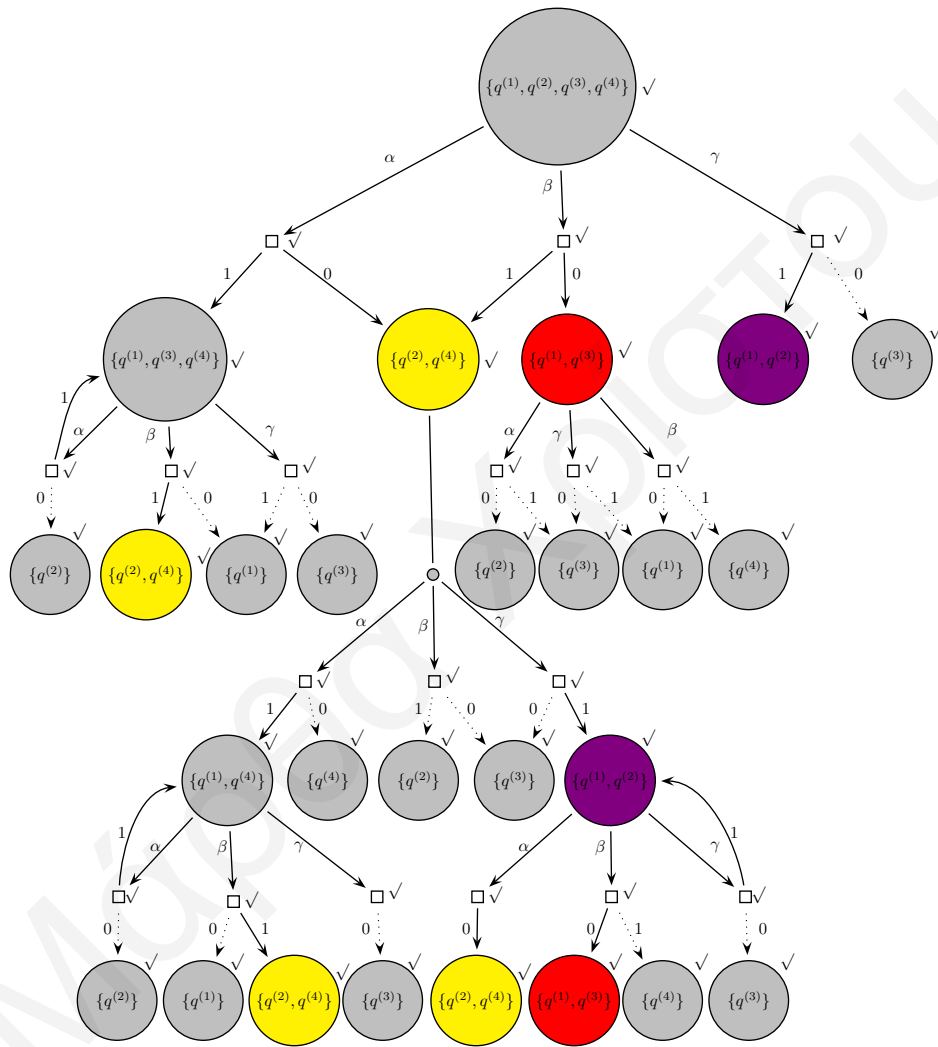 {q^(1), q^(2), q^(3), q^(4)} √
α β γ
√ √ √
1 0 1 0 1 0
{q^(1), q^(3), q^(4)} √ {q^(2), q^(4)} √ {q^(1), q^(3)} √ {q^(1), q^(2)} √ {q^(3)} √
1 α β γ α γ β
√ √ √ √ √ √
0 1 0 1 0 0 1 0 1 0 1
{q^(2)} √ {q^(2), q^(4)} √ {q^(1)} √ {q^(3)} √ {q^(2)} √ {q^(3)} √ {q^(1)} √ {q^(4)} √
α β γ
√ √ √
1 0 1 0 0 1
{q^(1), q^(4)} √ {q^(4)} √ {q^(2)} √ {q^(3)} √ {q^(1), q^(2)} √
1 α β γ α β γ 1
√ √ √ √ √ √
0 0 1 0 0 0 1 0
{q^(2)} √ {q^(1)} √ {q^(2), q^(4)} √ {q^(3)} √ {q^(2), q^(4)} √ {q^(1), q^(3)} √ {q^(4)} √ {q^(3)} √
Μάρθα Χρίστου